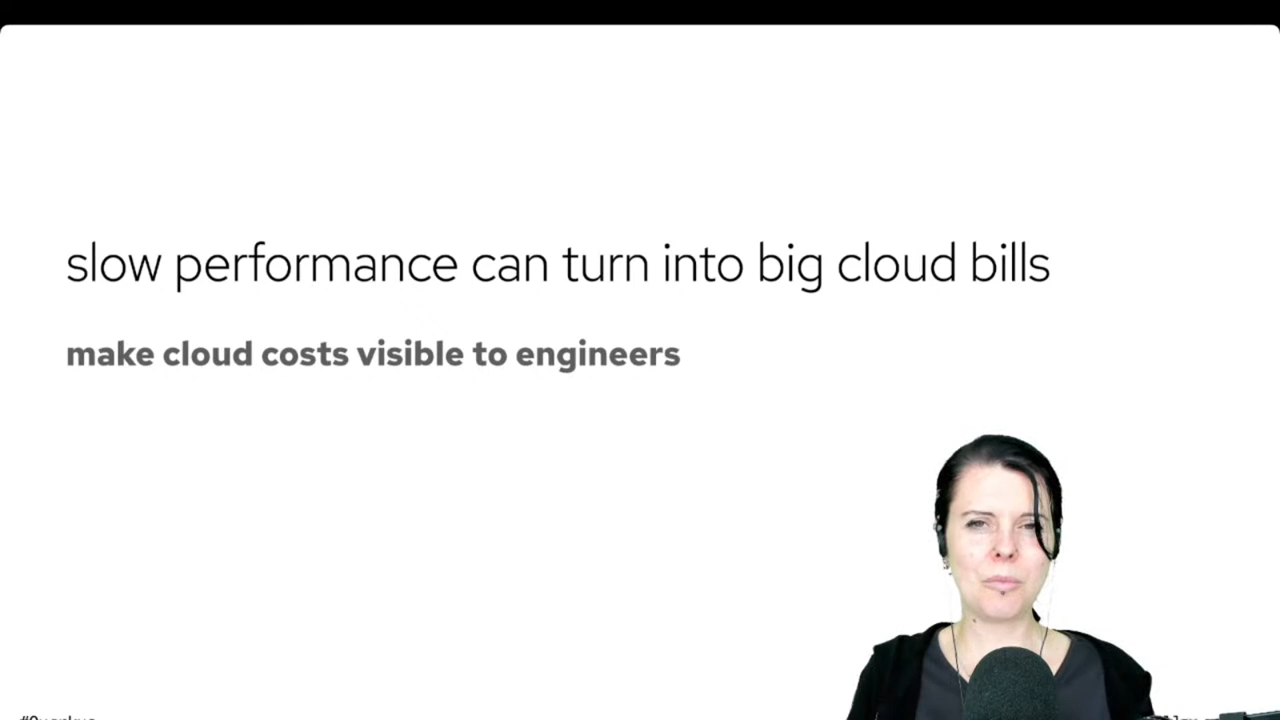 slow performance can turn into big cloud bills
make cloud costs visible to engineers